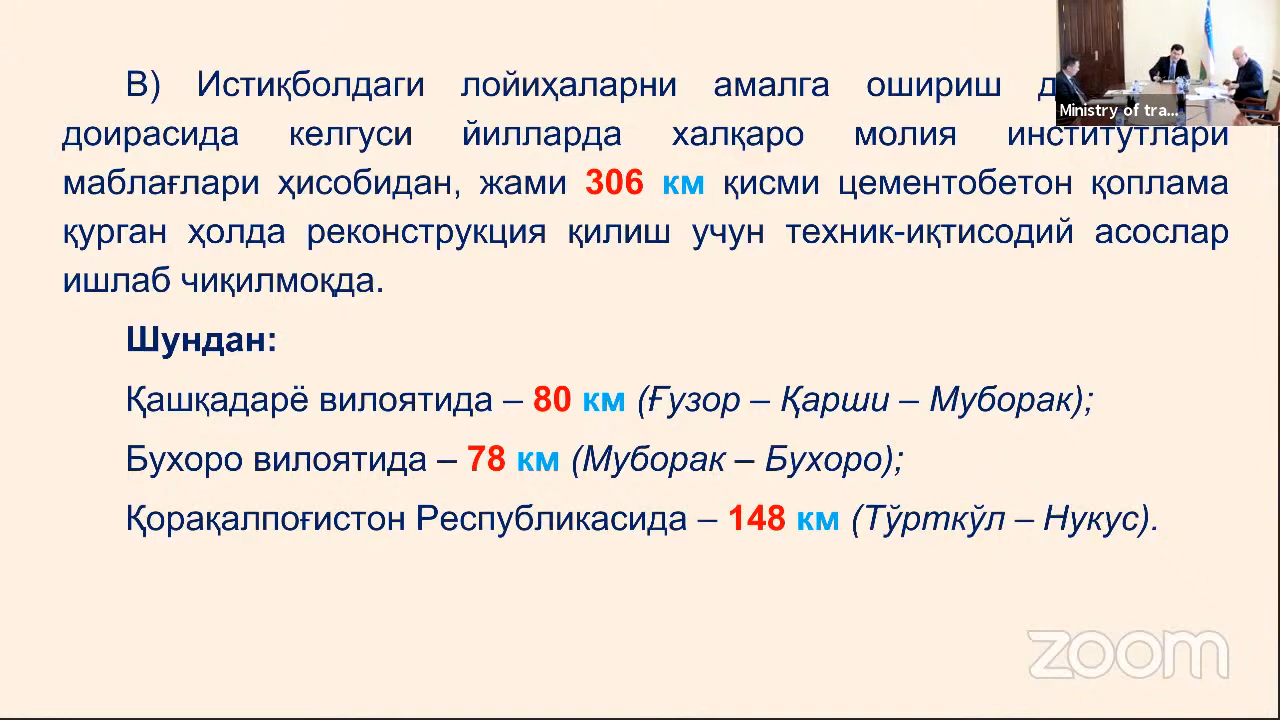 В) Истиқболдаги лойиҳаларни амалга ошириш
доирасида келгуси йилларда халқаро молия институтлари
маблағлари ҳисобидан, жами 306 км қисми цементобетон қоплама
қурган ҳолда реконструкция қилиш учун техник-иқтисодий асослар
ишлаб чиқилмоқда.
Шундан:
Қашқадарё вилоятида – 80 км (Ғузор – Қарши – Муборак);
Бухоро вилоятида – 78 км (Муборак – Бухоро);
Қорақалпоғистон Республикасида – 148 км (Тўрткўл – Нукус).
Ministry of tra...
zoom